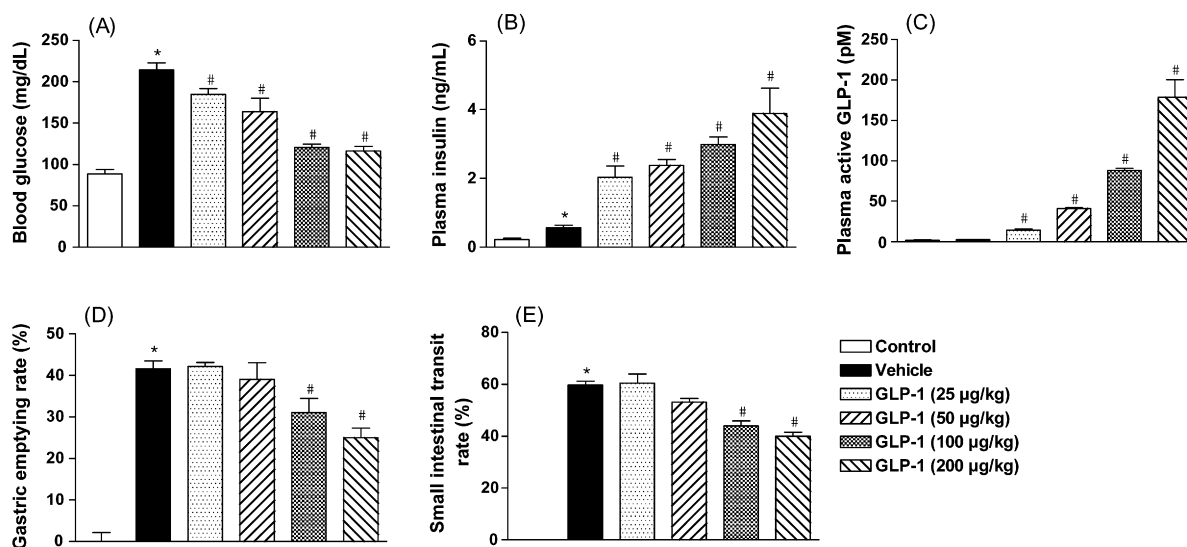 (A)
Blood glucose (mg/dL)
250
200
150
100
50
0
*
#
#
#
#
(B)
Plasma insulin (ng/mL)
6
4
2
0
*
#
#
#
#
(C)
Plasma active GLP-1 (pM)
250
200
150
100
50
0
#
#
#
#
(D)
Gastric emptying rate (%)
50
40
30
20
10
0
*
#
#
(E)
Small intestinal transit
rate (%)
80
60
40
20
0
*
#
#
Control
Vehicle
GLP-1 (25 µg/kg)
GLP-1 (50 µg/kg)
GLP-1 (100 µg/kg)
GLP-1 (200 µg/kg)